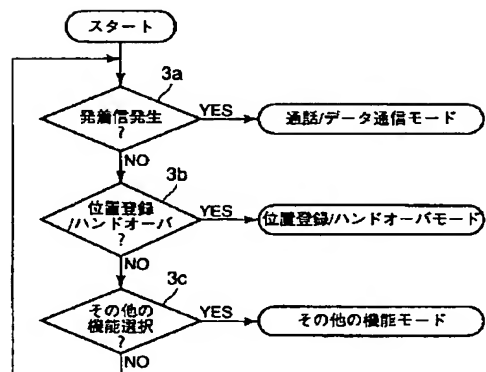 スタート
3a
発着信発生
?
YES
通話/データ通信モード
NO
3b
位置登録
/ハンドオーバ
?
YES
位置登録/ハンドオーバモード
NO
3c
その他の
機能選択
?
YES
その他の機能モード
NO